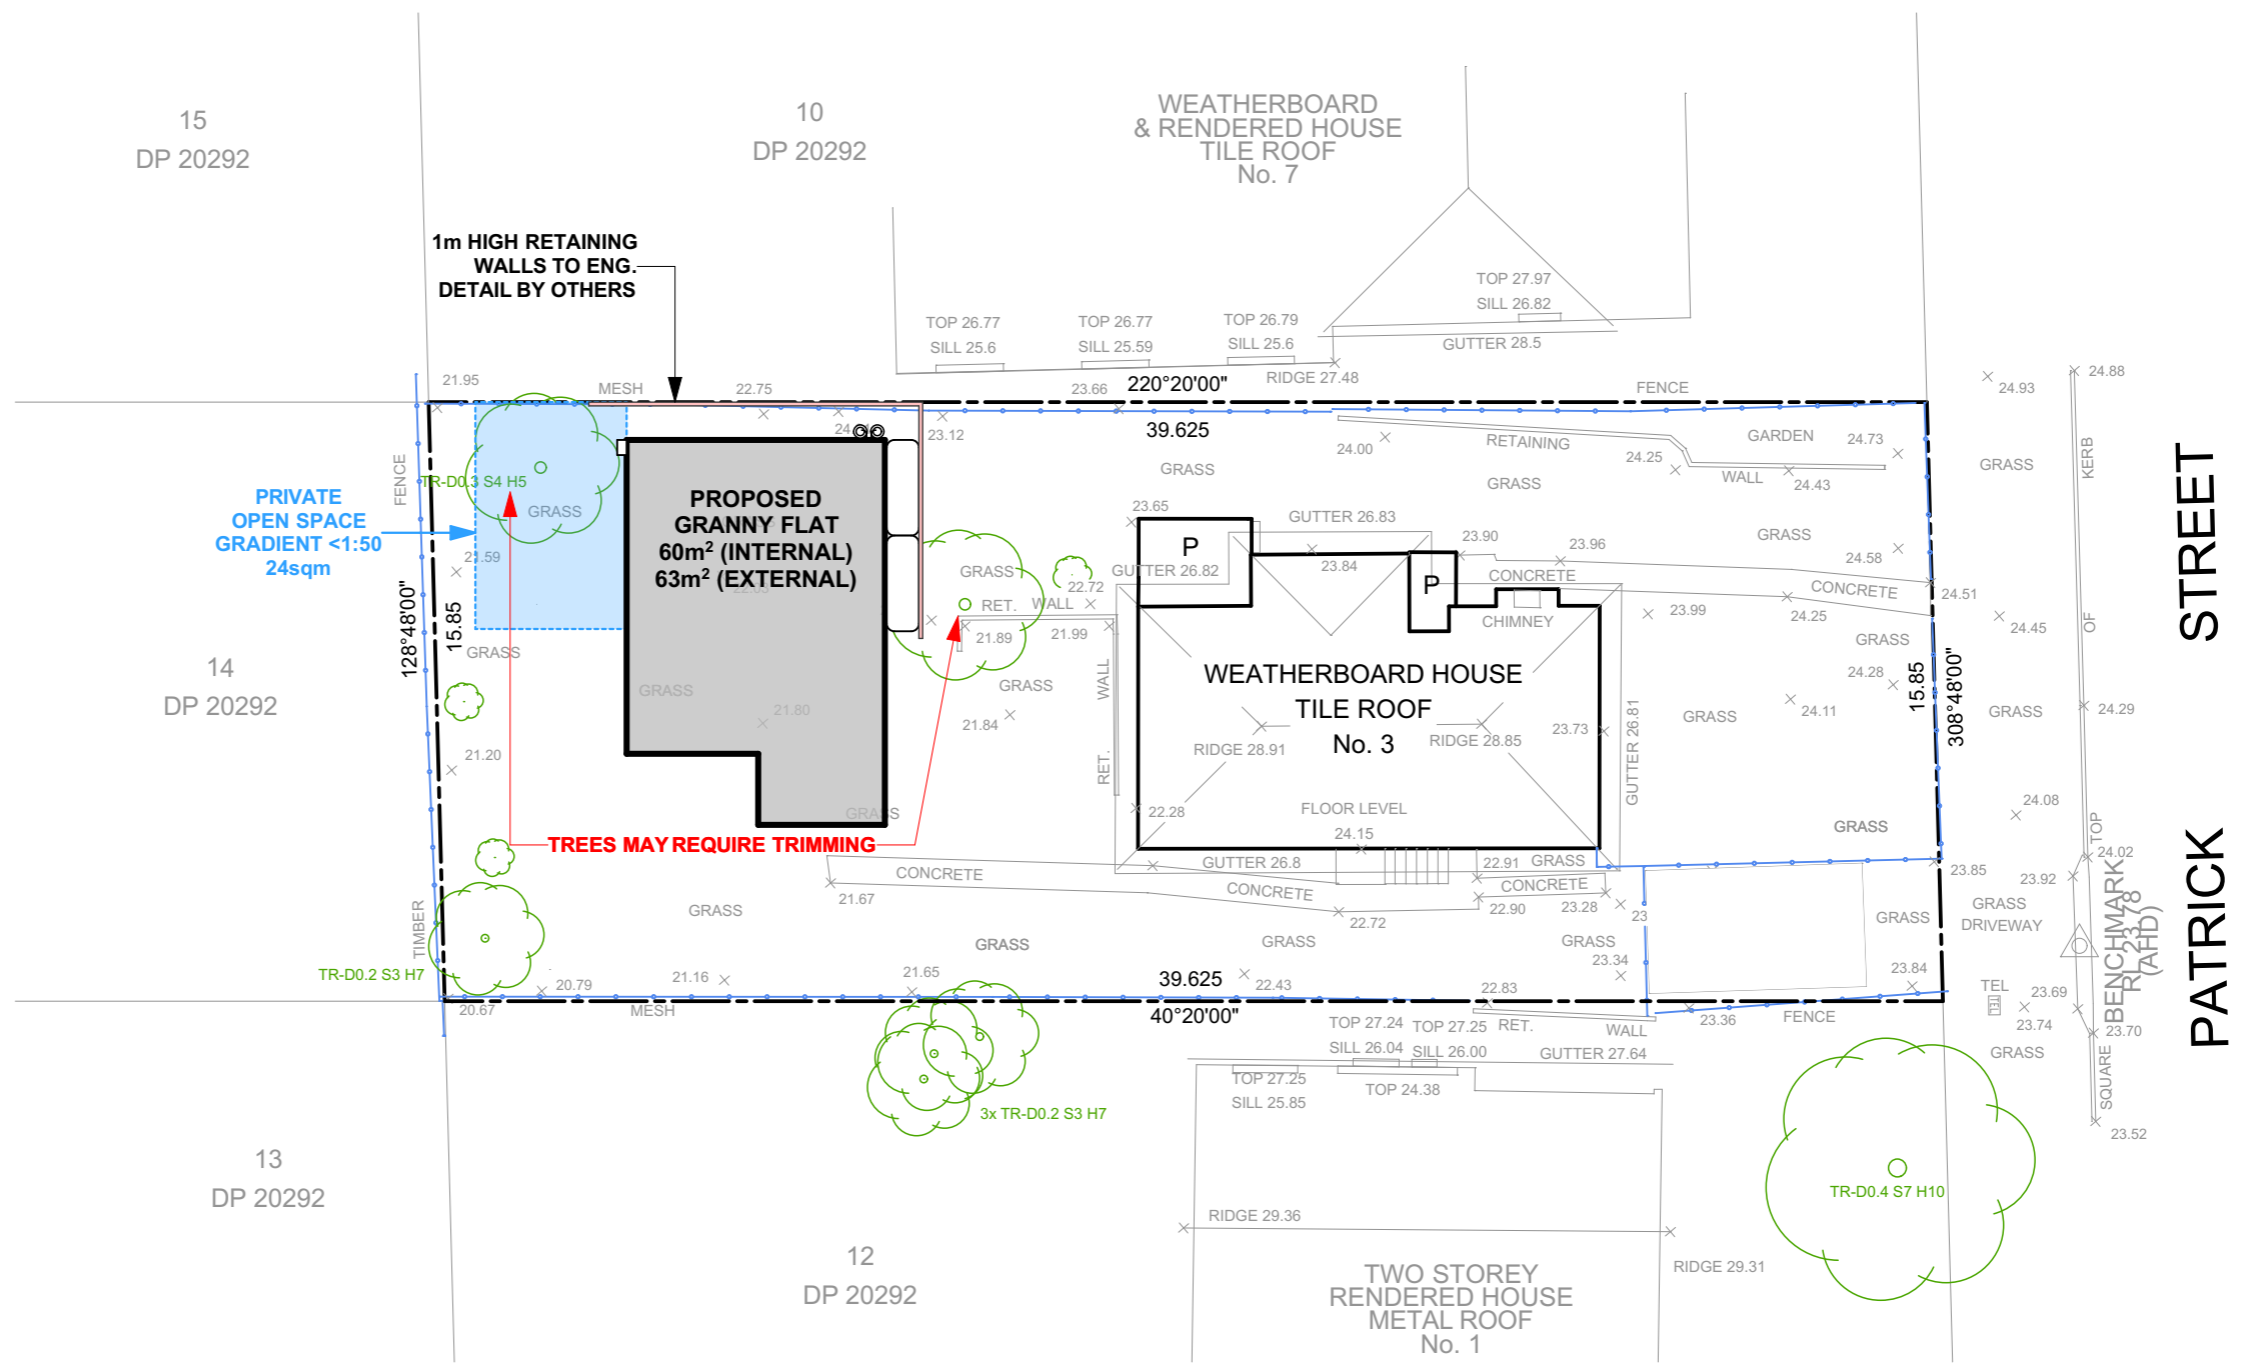 15
DP 20292
10
DP 20292
WEATHERBOARD
& RENDERED HOUSE
TILE ROOF
No. 7
1m HIGH RETAINING
WALLS TO ENG.
DETAIL BY OTHERS
TOP 26.77
SILL 25.6
TOP 26.77
SILL 25.59
TOP 26.79
SILL 25.6
TOP 27.97
SILL 26.82
GUTTER 28.5
RIDGE 27.48
21.95
MESH
22.75
23.66
220°20'00"
FENCE
24.93
24.88
23.12
39.625
24.00
RETAINING
WALL
GARDEN
24.25
24.43
24.73
GRASS
GRASS
GRASS
KERB
STREET
FENCE
TR-D0.3 S4 H5
GRASS
PRIVATE
OPEN SPACE
GRADIENT <1:50
24sqm
PROPOSED
GRANNY FLAT
60m² (INTERNAL)
63m² (EXTERNAL)
21.59
23.65
P
GUTTER 26.83
GUTTER 26.82
23.84
23.90
23.96
P
CONCRETE
CHIMNEY
GRASS
24.58
CONCRETE
24.51
24.25
23.99
GRASS
24.45
OF
GRASS
22.72
RET. WALL
21.89
21.99
128°48'00"
15.85
GRASS
14
DP 20292
GRASS
GRASS
WALL
RET.
WEATHERBOARD HOUSE
TILE ROOF
No. 3
24.28
24.11
GRASS
GRASS
15.85
308°48'00"
24.29
21.80
21.84
RIDGE 28.91
RIDGE 28.85
23.73
GUTTER 26.81
21.20
GRASS
22.28
FLOOR LEVEL
24.15
GRASS
24.08
TOP
24.02
TREES MAY REQUIRE TRIMMING
CONCRETE
21.67
GUTTER 26.8
CONCRETE
22.91
GRASS
CONCRETE
22.90
23.28
22.72
23
23.85
23.92
GRASS
DRIVEWAY
GRASS
BENCHMARK
RL 23.78
(AHD)
PATRICK
TIMBER
TR-D0.2 S3 H7
GRASS
GRASS
GRASS
GRASS
23.34
20.79
21.16
21.65
39.625
22.43
22.83
23.84
TEL
TEL
23.69
23.74
23.70
20.67
MESH
40°20'00"
TOP 27.24
SILL 26.04
TOP 27.25
SILL 26.00
RET.
WALL
23.36
FENCE
GRASS
GUTTER 27.64
SQUARE
23.52
TOP 27.25
SILL 25.85
TOP 24.38
3x TR-D0.2 S3 H7
13
DP 20292
TR-D0.4 S7 H10
RIDGE 29.36
RIDGE 29.31
12
DP 20292
TWO STOREY
RENDERED HOUSE
METAL ROOF
No. 1